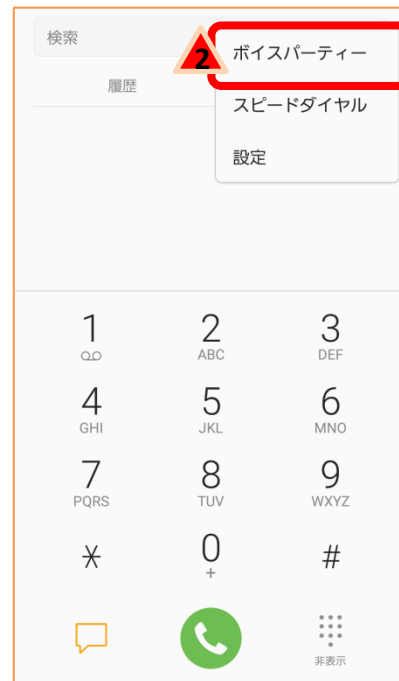 検索
2
ボイスパーティー
履歴
スピードダイヤル
設定
1 2 3
ABC DEF
4 5 6
GHI JKL MNO
7 8 9
PQRS TUV WXYZ
* 0 #
+
非表示